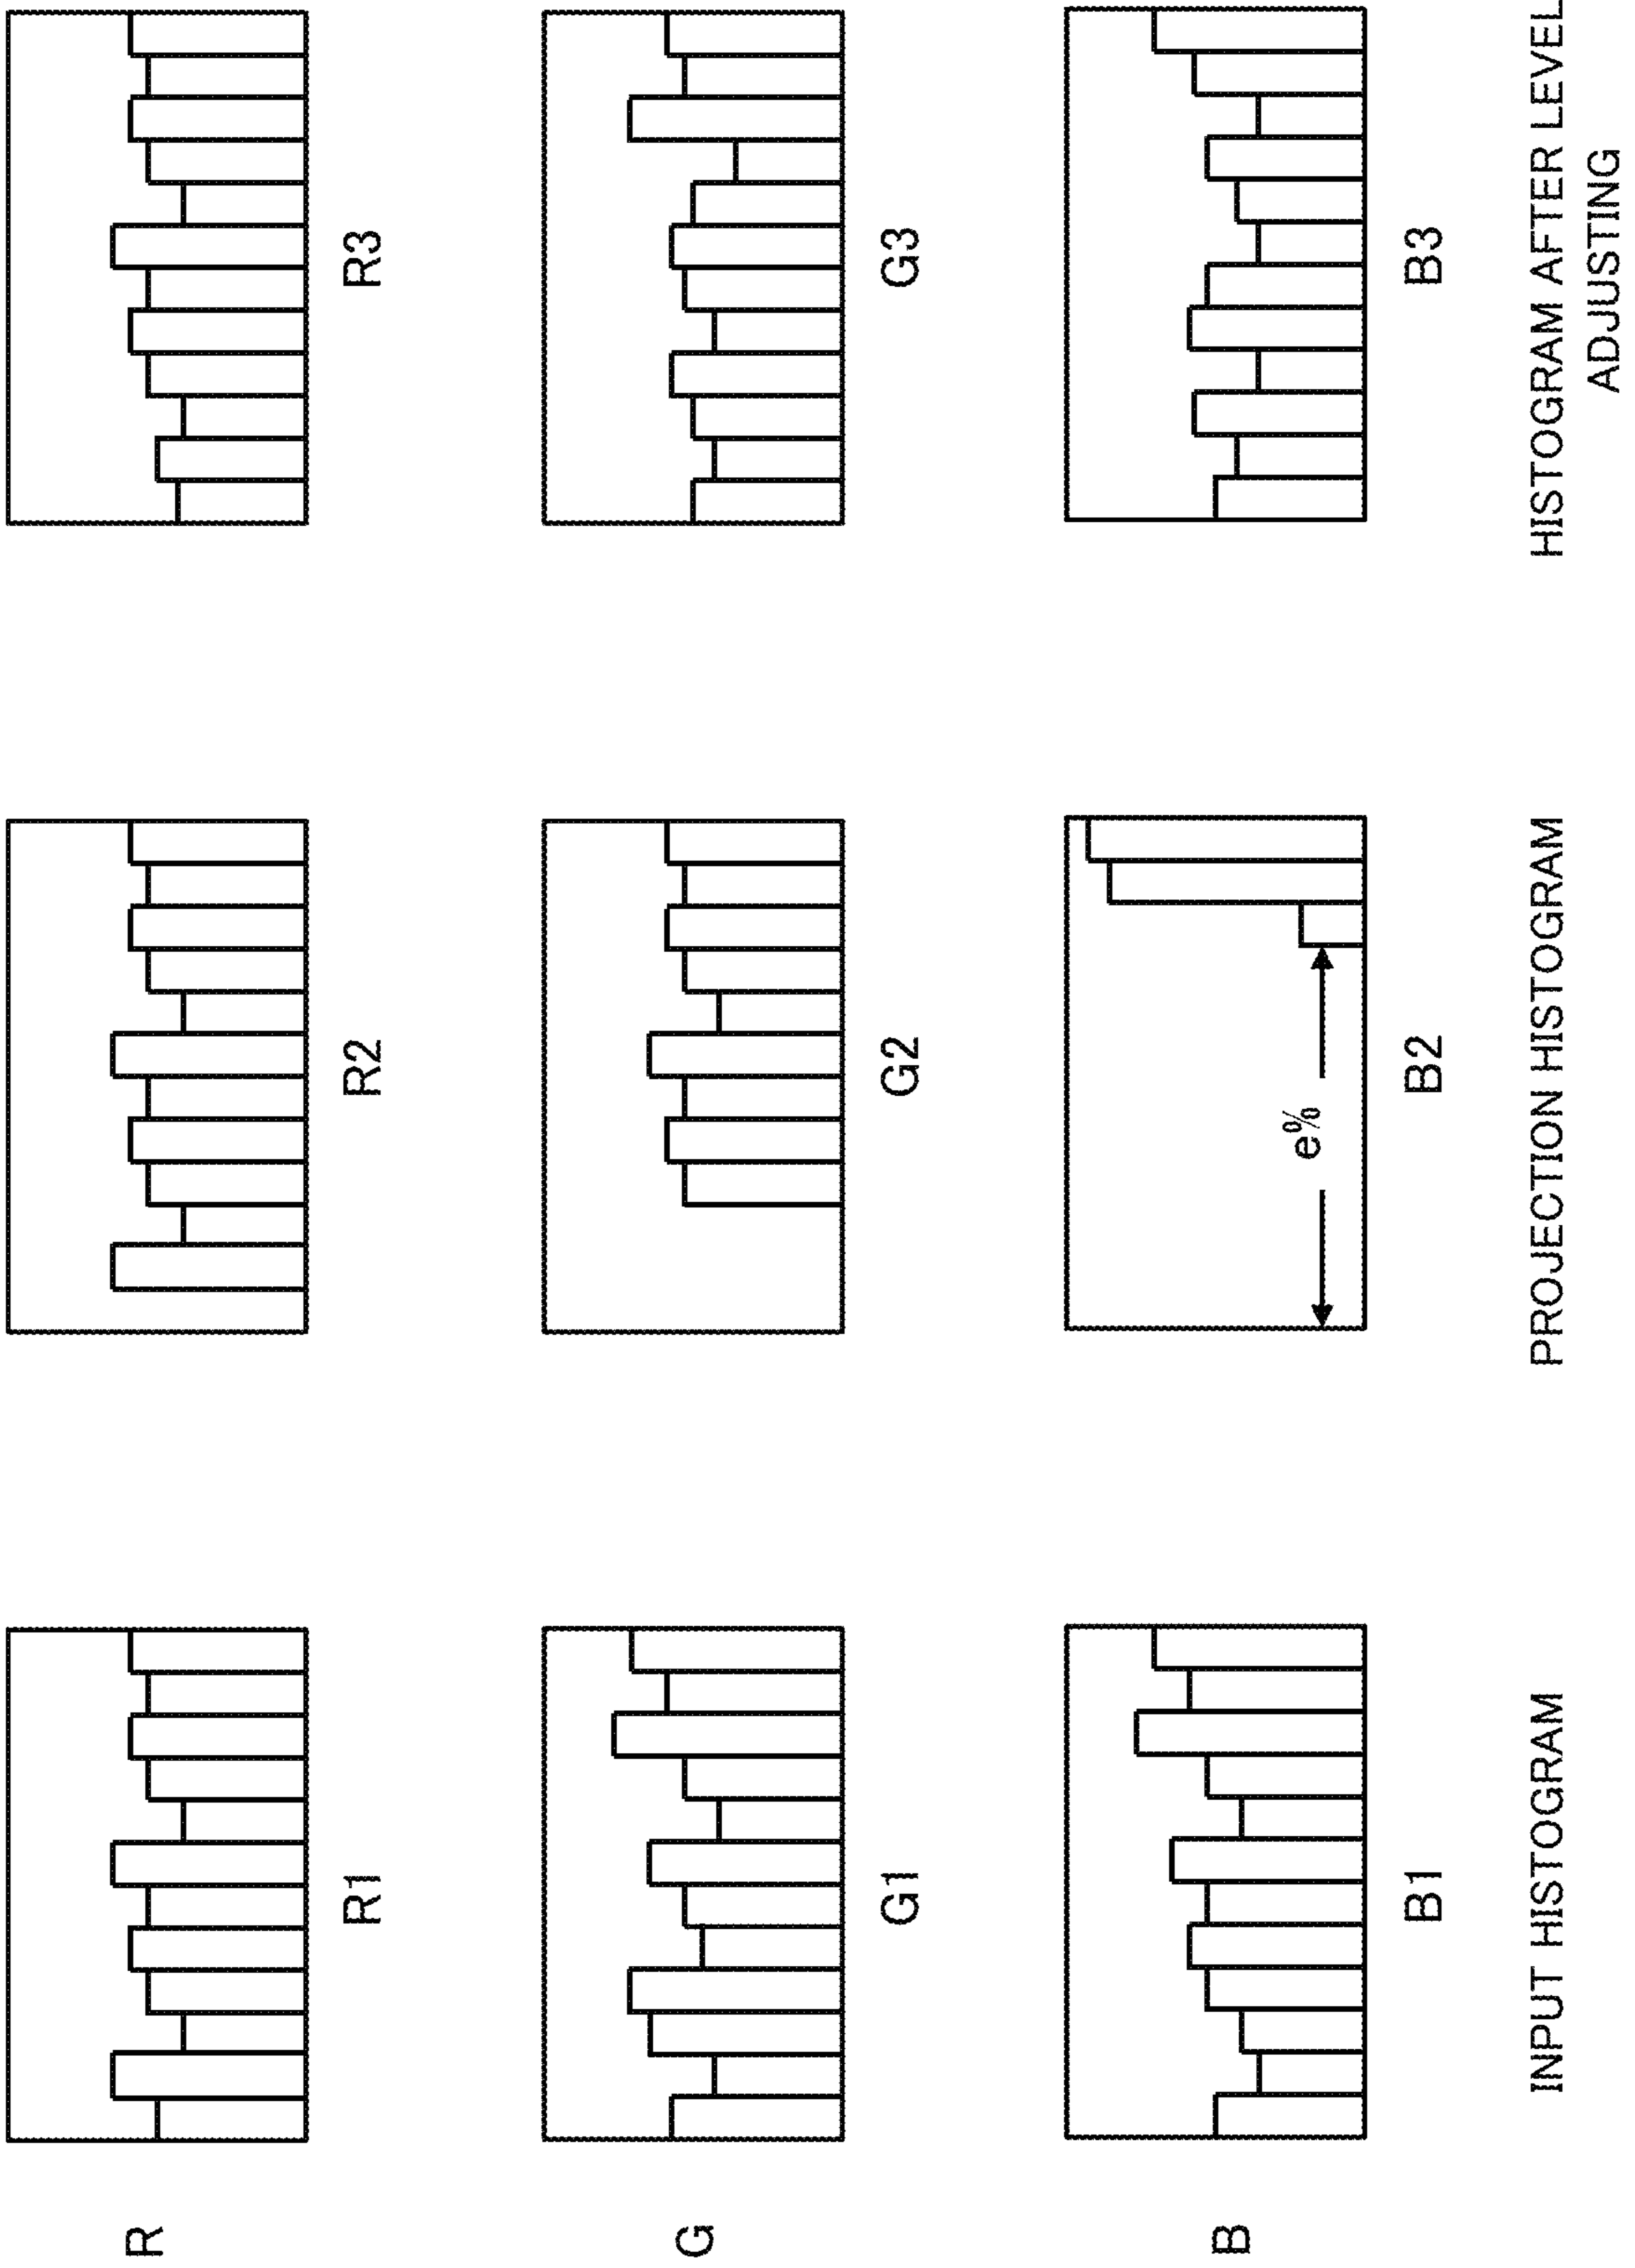 R
R1
R2
R3
G
G1
G2
G3
B
B1
e%
B2
B3
INPUT HISTOGRAM
PROJECTION HISTOGRAM
HISTOGRAM AFTER LEVEL
ADJUSTING